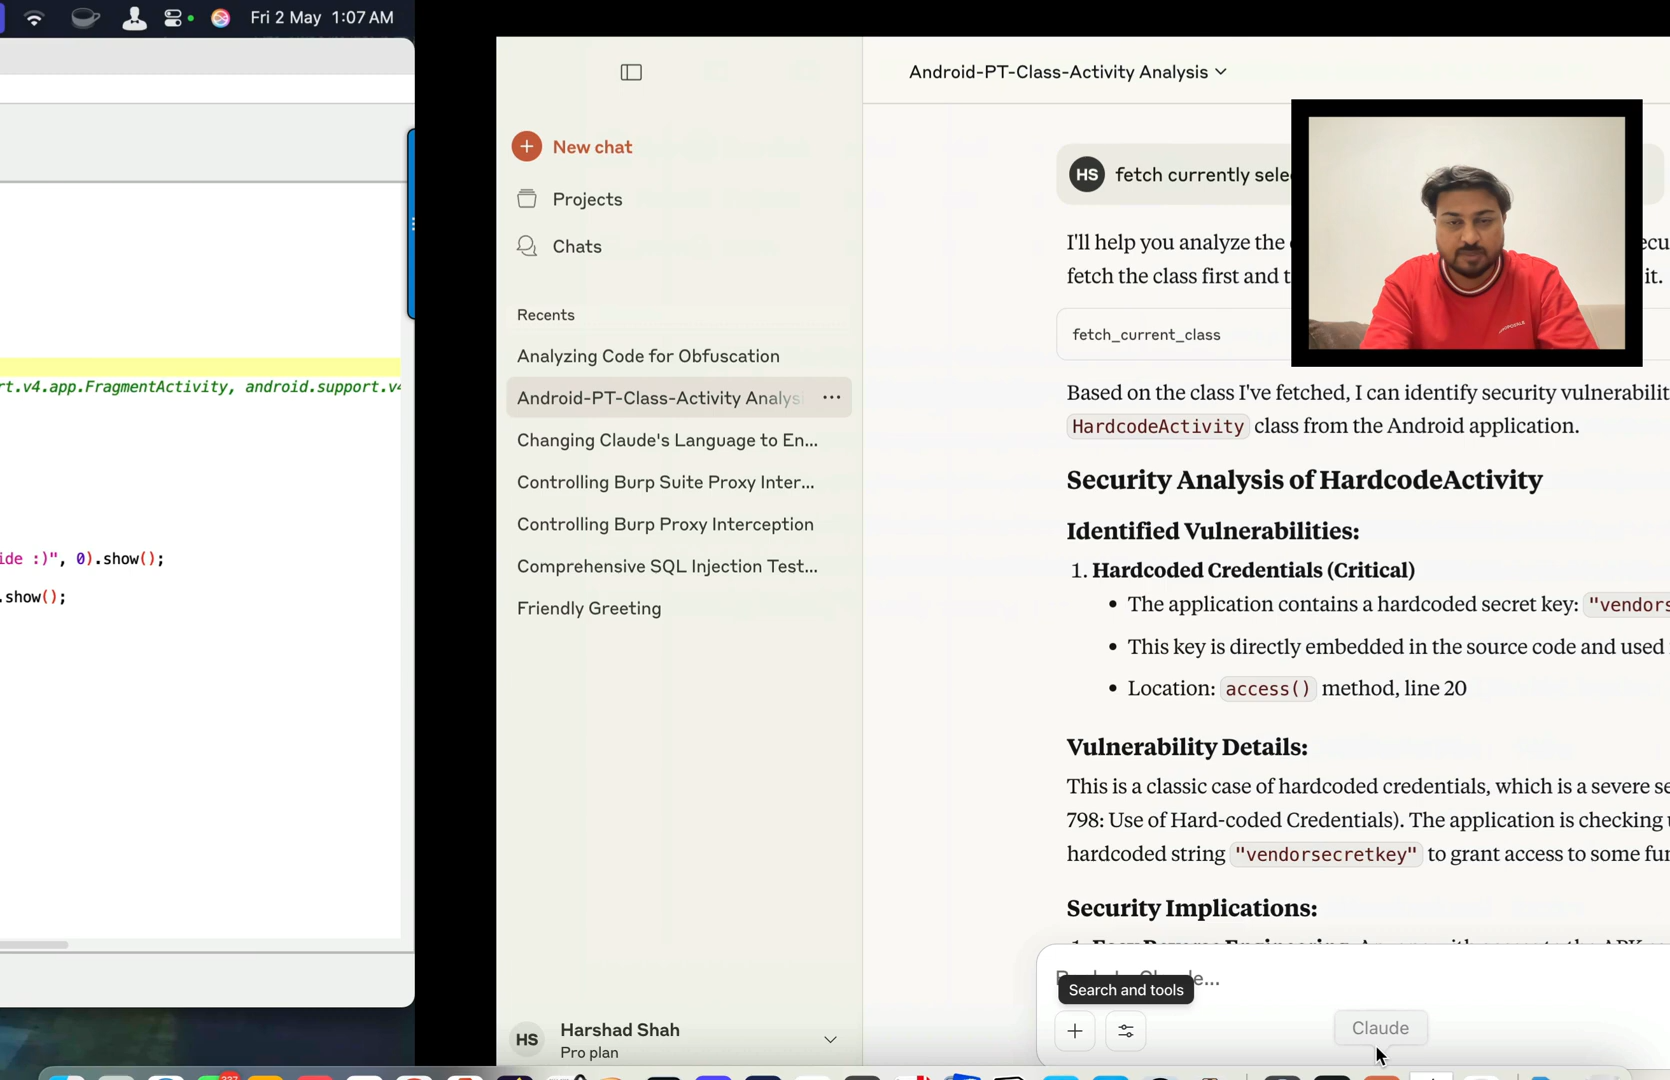 Fri 2 May 1:07 AM
rt.v4.app.FragmentActivity, android.support.v4
ide :)", 0).show();
.show();
New chat
Projects
Chats
Recents
Analyzing Code for Obfuscation
Android-PT-Class-Activity Analysi
Changing Claude's Language to En...
Controlling Burp Suite Proxy Inter...
Controlling Burp Proxy Interception
Comprehensive SQL Injection Test...
Friendly Greeting
HS
Harshad Shah
Pro plan
Android-PT-Class-Activity Analysis
HS fetch currently sele
I'll help you analyze the
fetch the class first and t it.
fetch_current_class
Based on the class I've fetched, I can identify security vulnerabilit
HardcodeActivity class from the Android application.
Security Analysis of HardcodeActivity
Identified Vulnerabilities:
1. Hardcoded Credentials (Critical)
• The application contains a hardcoded secret key: "vendors
• This key is directly embedded in the source code and used
• Location: access() method, line 20
Vulnerability Details:
This is a classic case of hardcoded credentials, which is a severe se
798: Use of Hard-coded Credentials). The application is checking
hardcoded string "vendorsecretkey" to grant access to some fu
Security Implications:
Search and tools
Claude